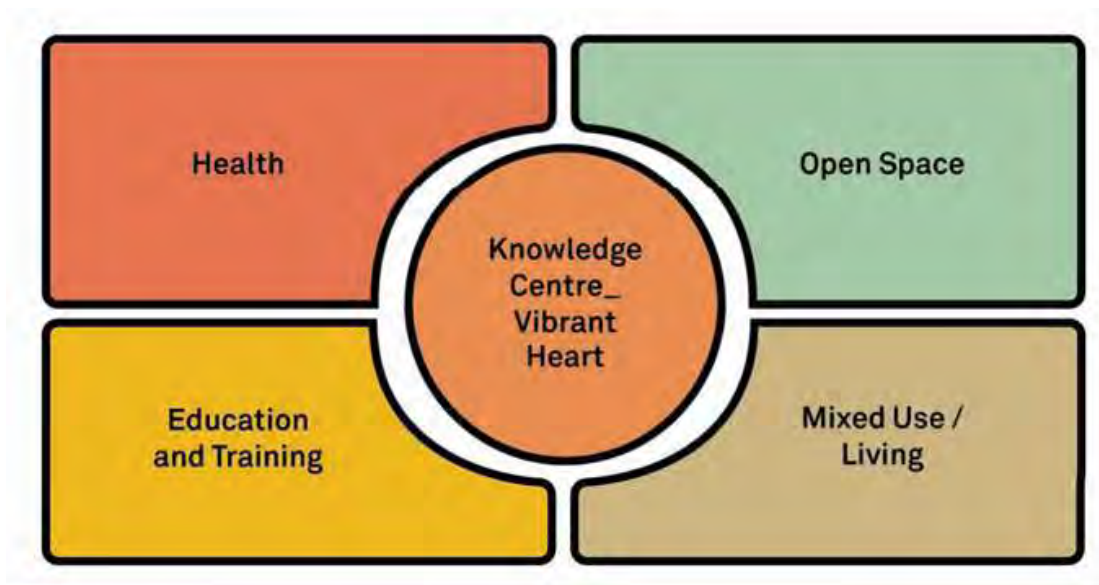 Health
Open Space
Knowledge
Centre_
Vibrant
Heart
Education
and Training
Mixed Use /
Living